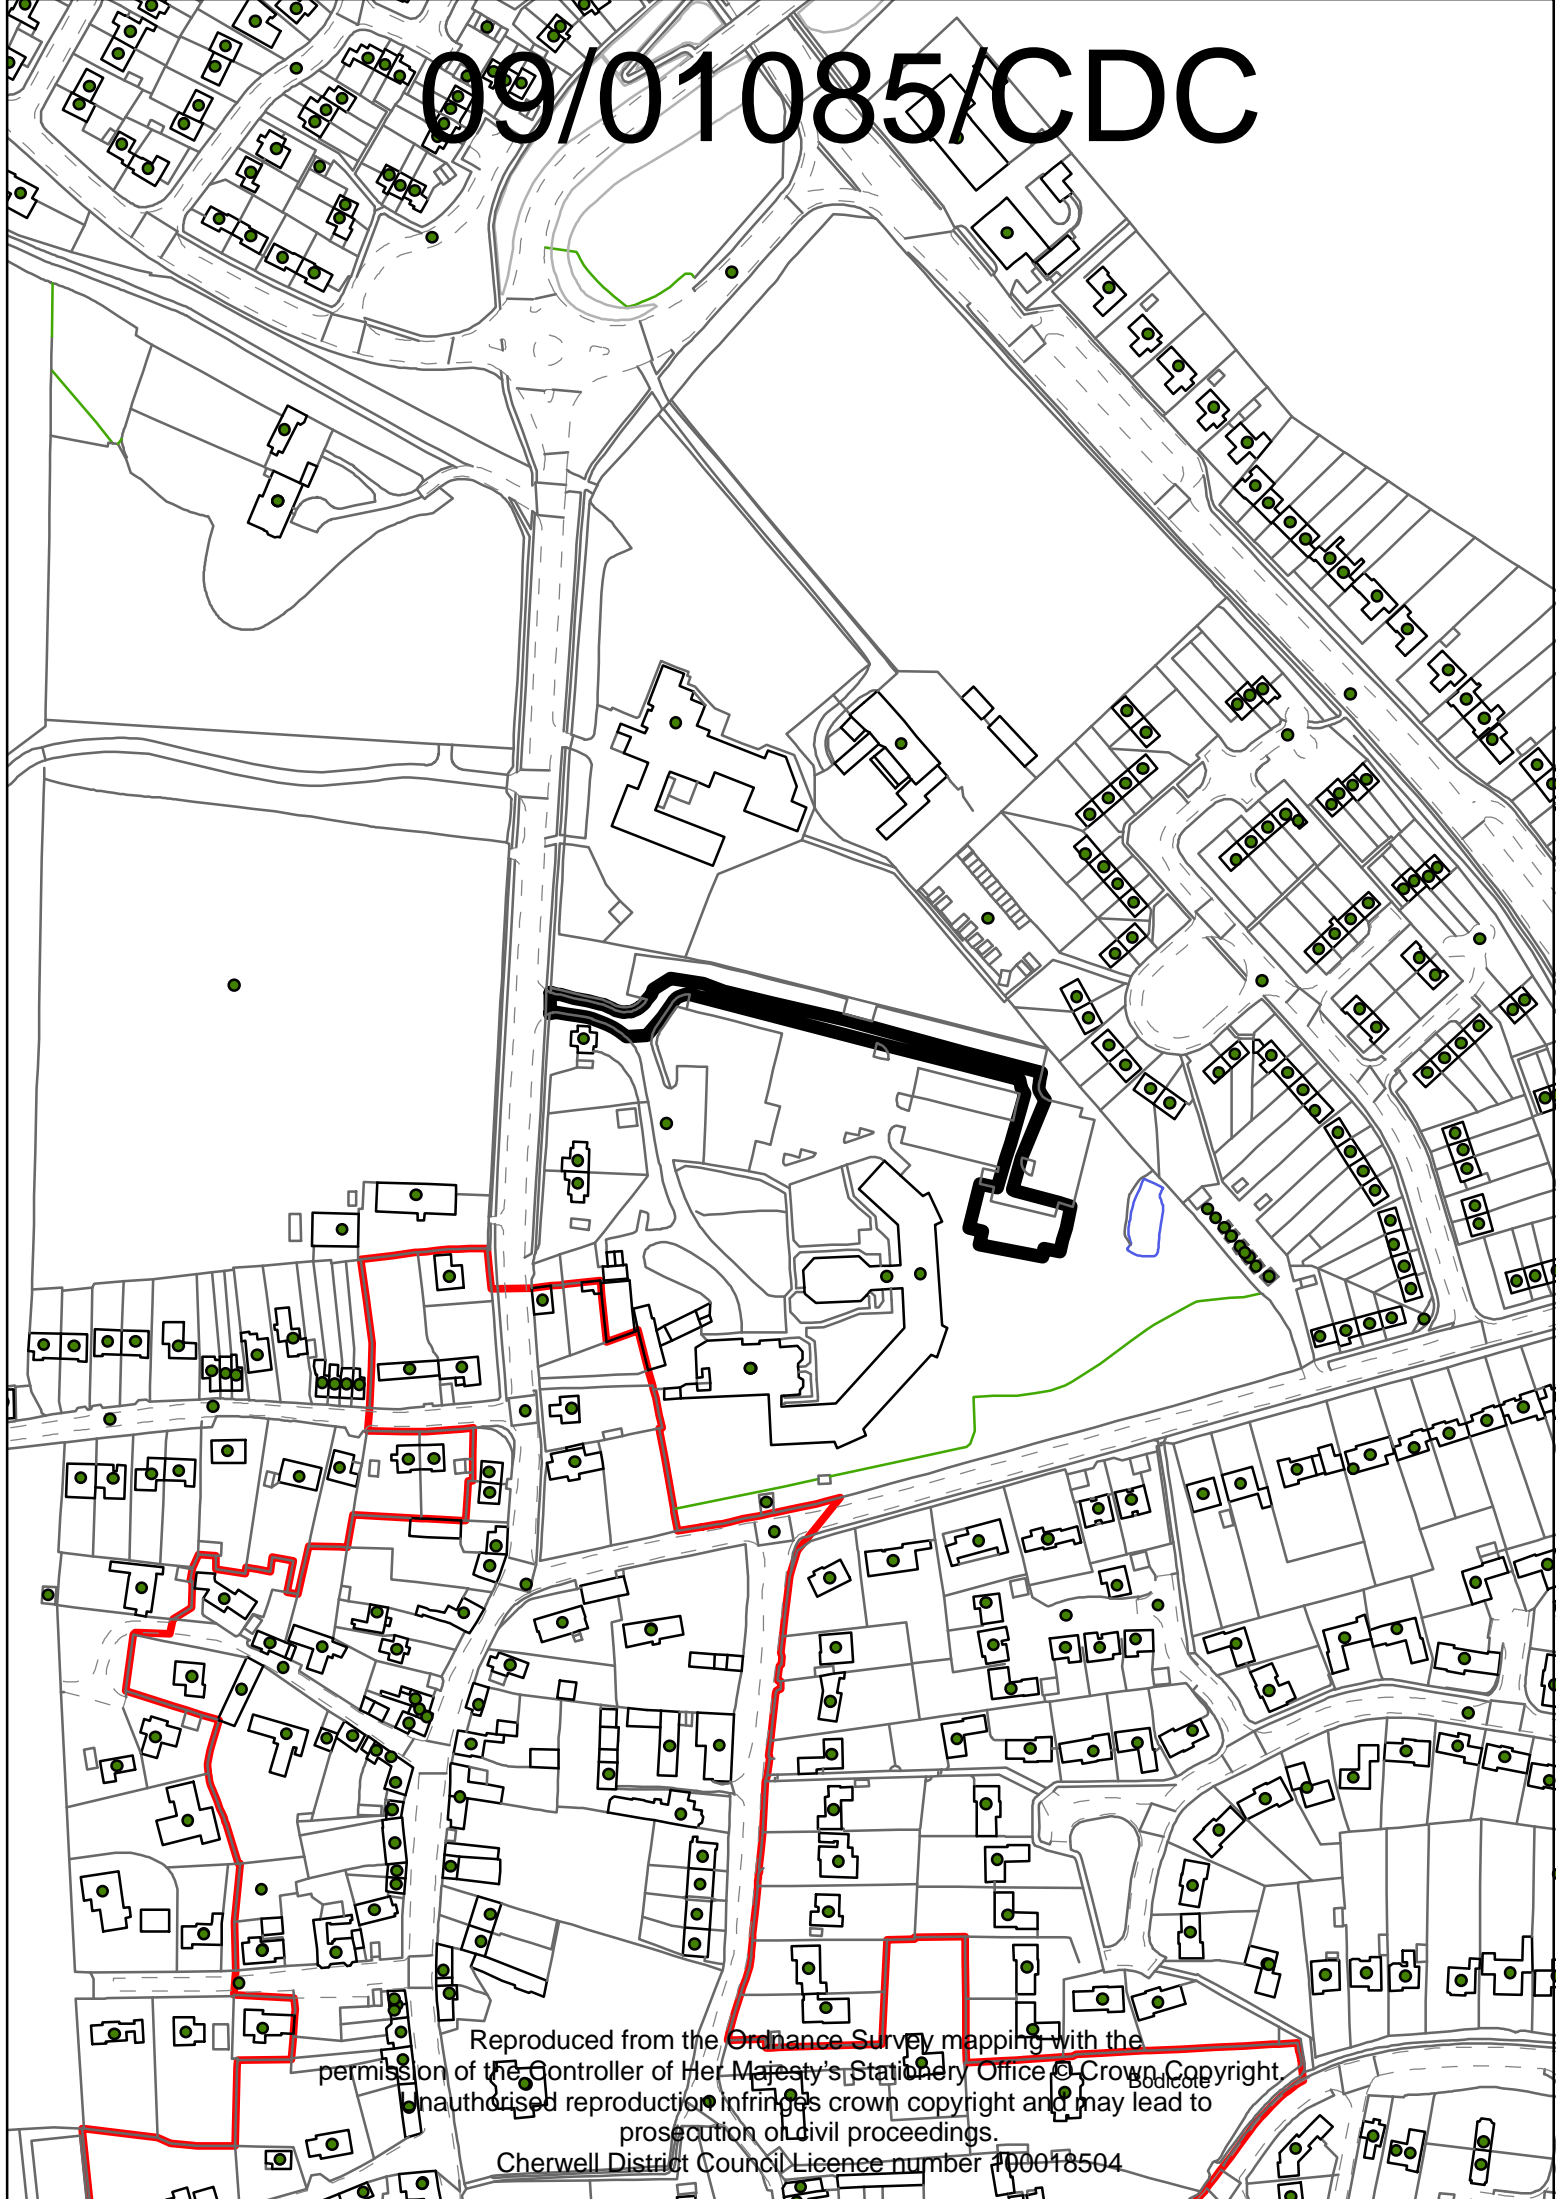 09/01085/CDC
Reproduced from the Ordnance Survey mapping with the
permission of the Controller of Her Majesty's Stationery Office © Crown Copyright.
Bodicote
Unauthorised reproduction infringes crown copyright and may lead to
prosecution or civil proceedings.
Cherwell District Council Licence number 100018504